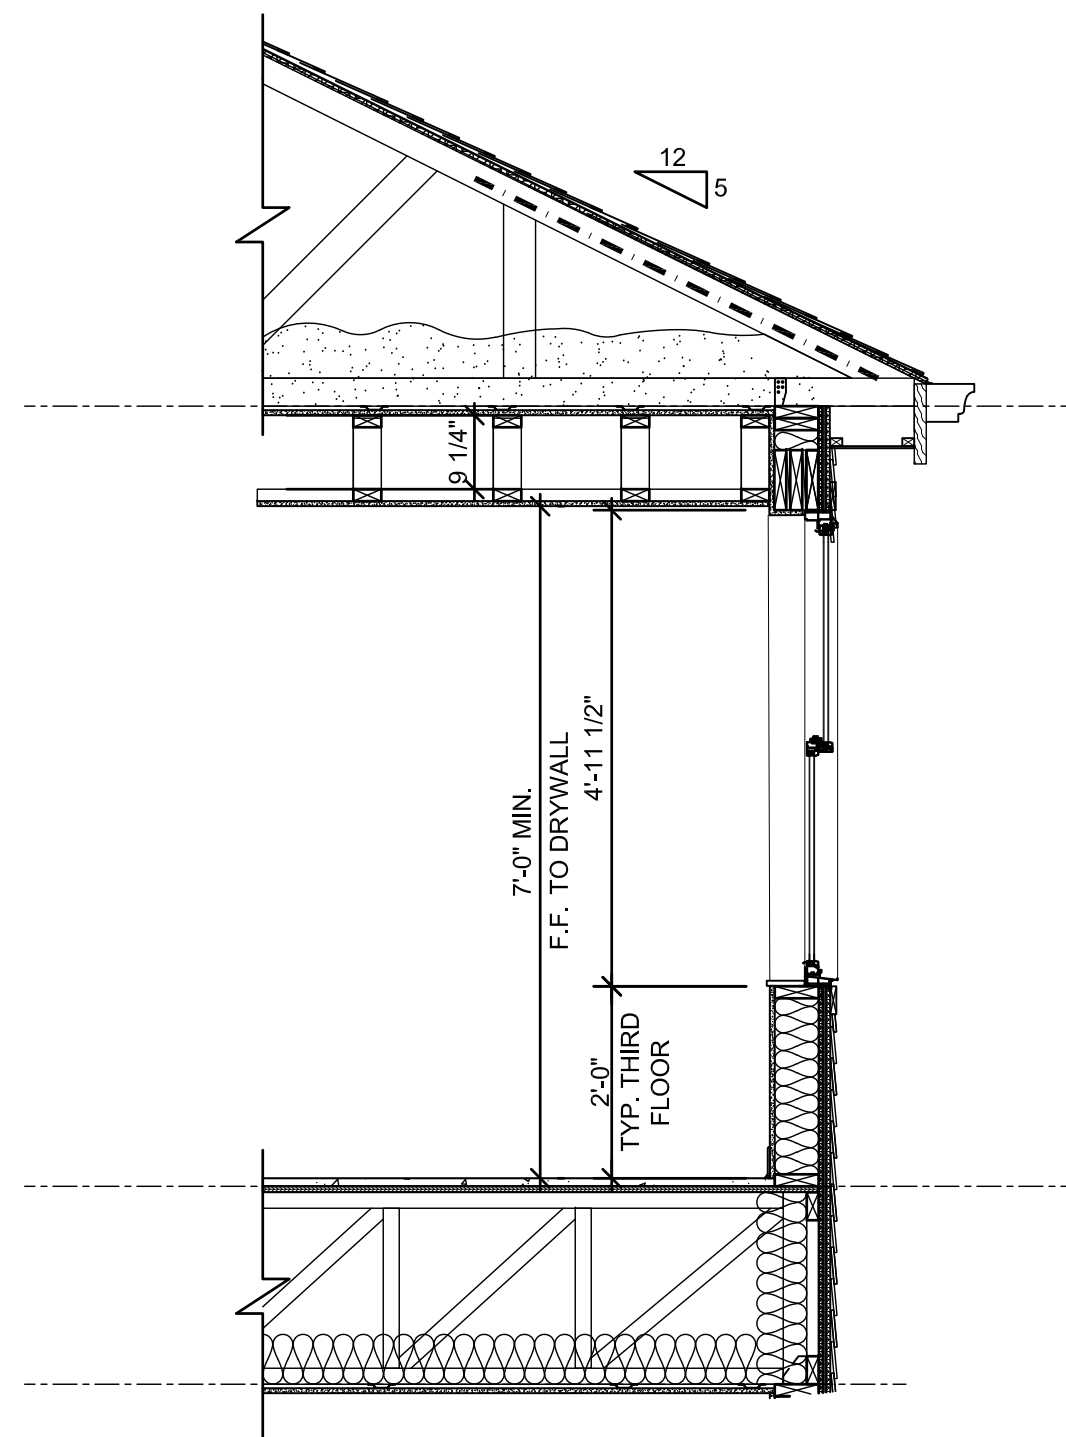 12
5
9 1/4"
7'-0" MIN.
F.F. TO DRYWALL
4'-11 1/2"
2'-0"
TYP. THIRD
FLOOR